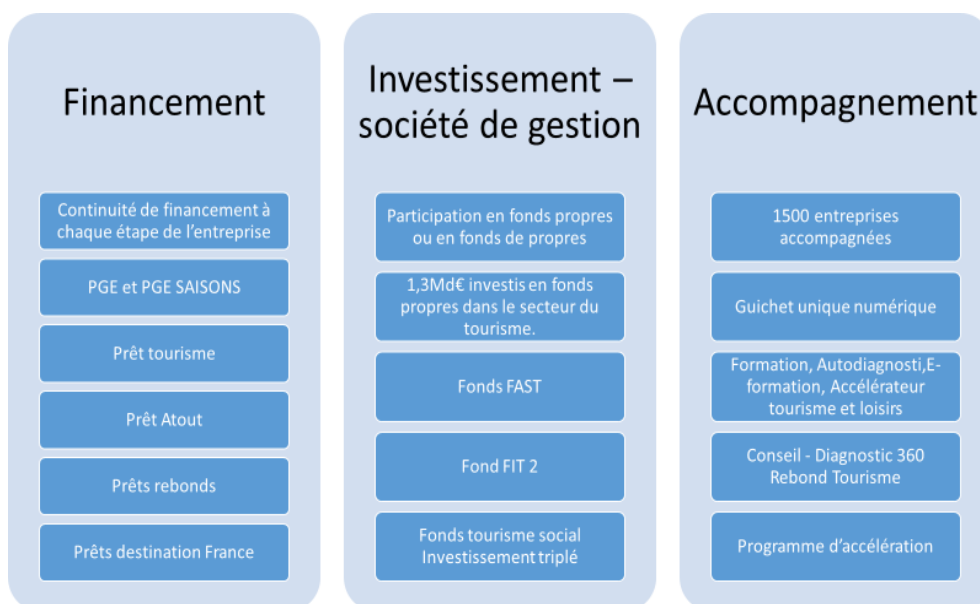 Financement
Continuité de financement à
chaque étape de l’entreprise
PGE et PGE SAISONS
Prêt tourisme
Prêt Atout
Prêts rebonds
Prêts destination France
Investissement –
société de gestion
Participation en fonds propres
ou en fonds de propres
1,3Md€ investis en fonds
propres dans le secteur du
tourisme.
Fonds FAST
Fond FIT 2
Fonds tourisme social
Investissement triplé
Accompagnement
1500 entreprises
accompagnées
Guichet unique numérique
Formation, Autodiagnosti,E-
formation, Accélérateur
tourisme et loisirs
Conseil - Diagnostic 360
Rebond Tourisme
Programme d’accélération